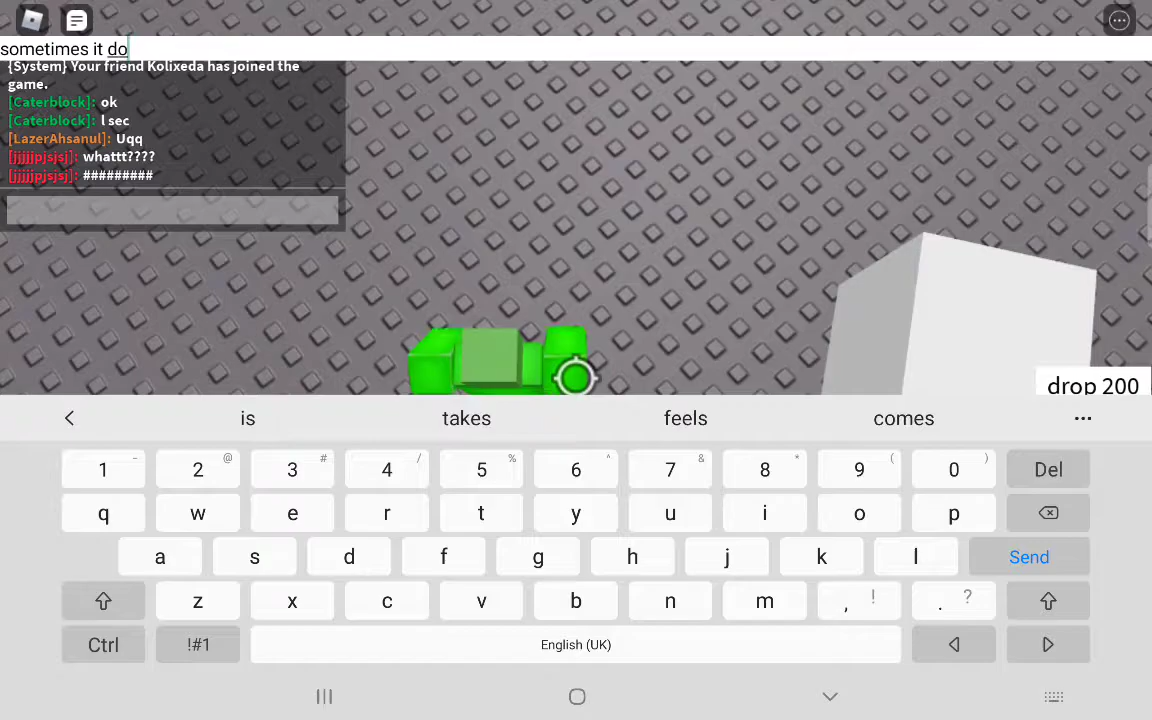 sometimes it do
{System} Your friend Kolixeda has joined the
game.
[Caterblock]: ok
[Caterblock]: l sec
[LazerAhsanul]: Uqq
[jjjjjpjsjsj]: whattt????
[jjjjjpjsjsj]: #########
drop 200
is takes feels comes ...
1 - 2 @ 3 # 4 / 5 % 6 ^ 7 & 8 * 9 ( 0 ) Del
q w e r t y u i o p
a s d f g h j k l Send
z x c v b n m , ! . ?
Ctrl !#1 English (UK)